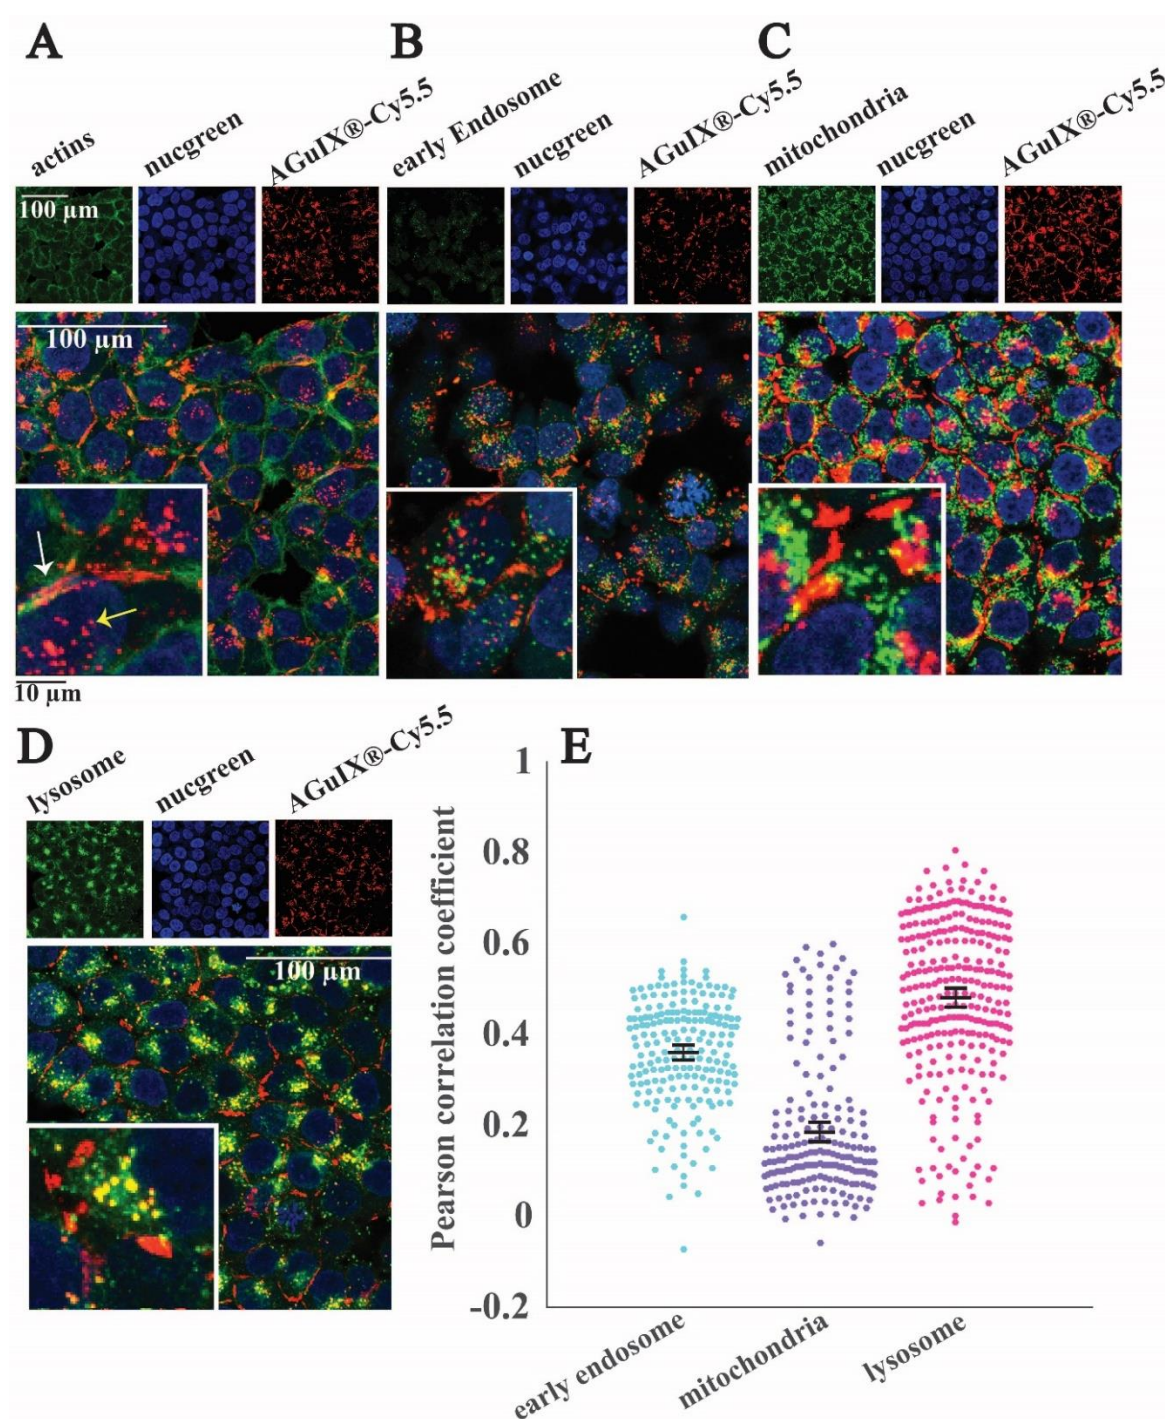 A
B
C
actins
nucgreen
AGuIX®-Cy5.5
early Endosome
nucgreen
AGuIX®-Cy5.5
mitochondria
nucgreen
AGuIX®-Cy5.5
100 µm
100 µm
10 µm
D
lysosome
nucgreen
AGuIX®-Cy5.5
100 µm
E
Pearson correlation coefficient
1
0.8
0.6
0.4
0.2
0
-0.2
early endosome
mitochondria
lysosome